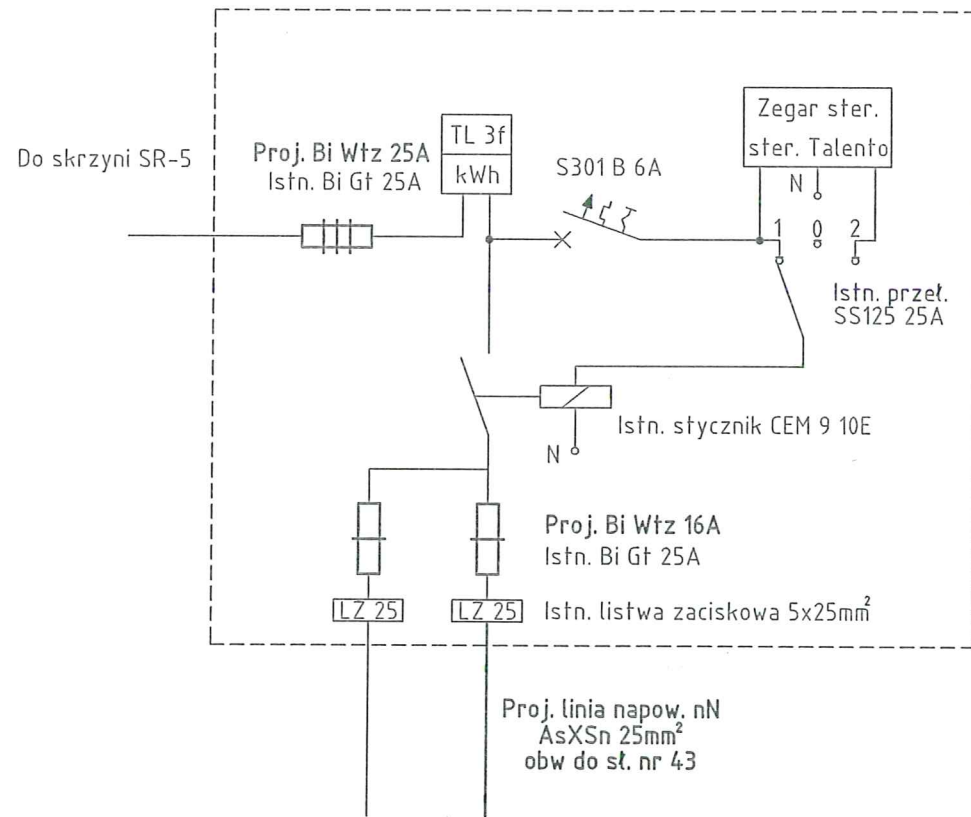 Do skrzyni SR-5
Proj. Bi Wtz 25A
Istn. Bi Gt 25A
TL 3f
kWh
S301 B 6A
Zegar ster.
ster. Talento
N
1 0 2
Istn. przeł.
SS125 25A
Istn. stycznik CEM 9 10E
N
Proj. Bi Wtz 16A
Istn. Bi Gt 25A
LZ 25
LZ 25
Istn. listwa zaciskowa 5x25mm²
Proj. linia napow. nN
AsXSn 25mm²
obw do sł. nr 43